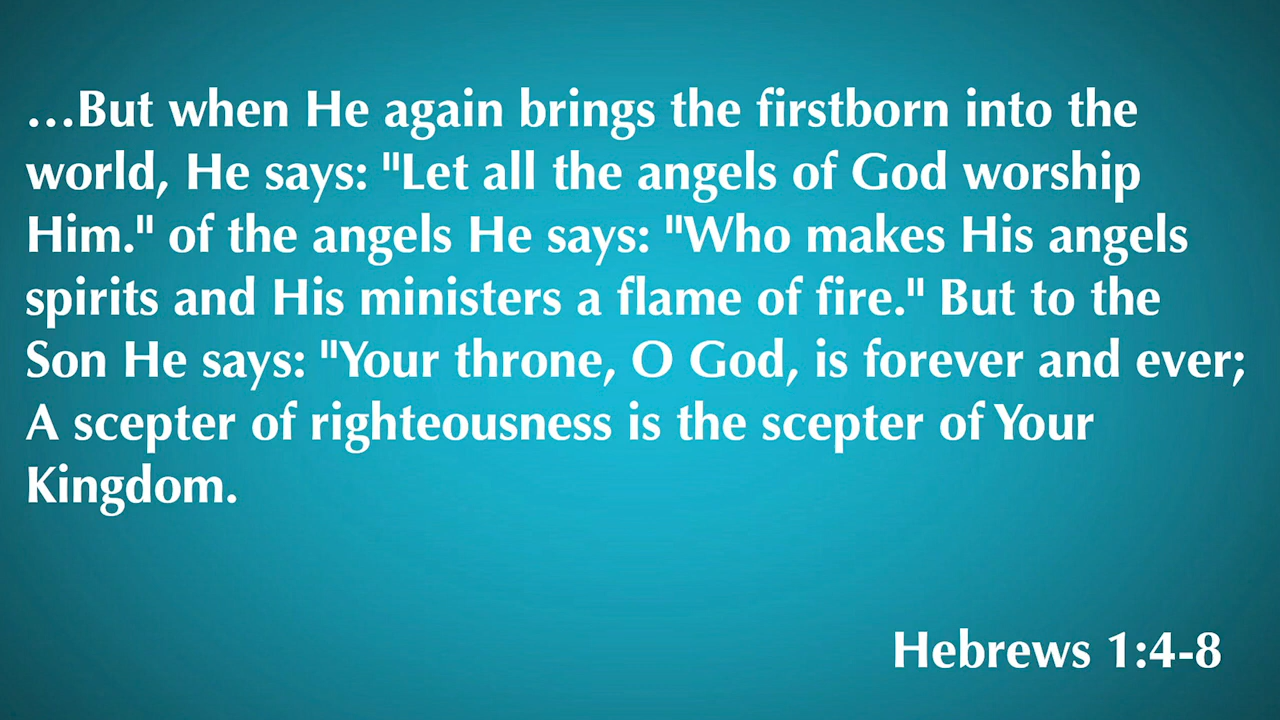 …But when He again brings the firstborn into the
world, He says: "Let all the angels of God worship
Him." of the angels He says: "Who makes His angels
spirits and His ministers a flame of fire." But to the
Son He says: "Your throne, O God, is forever and ever;
A scepter of righteousness is the scepter of Your
Kingdom.
Hebrews 1:4-8